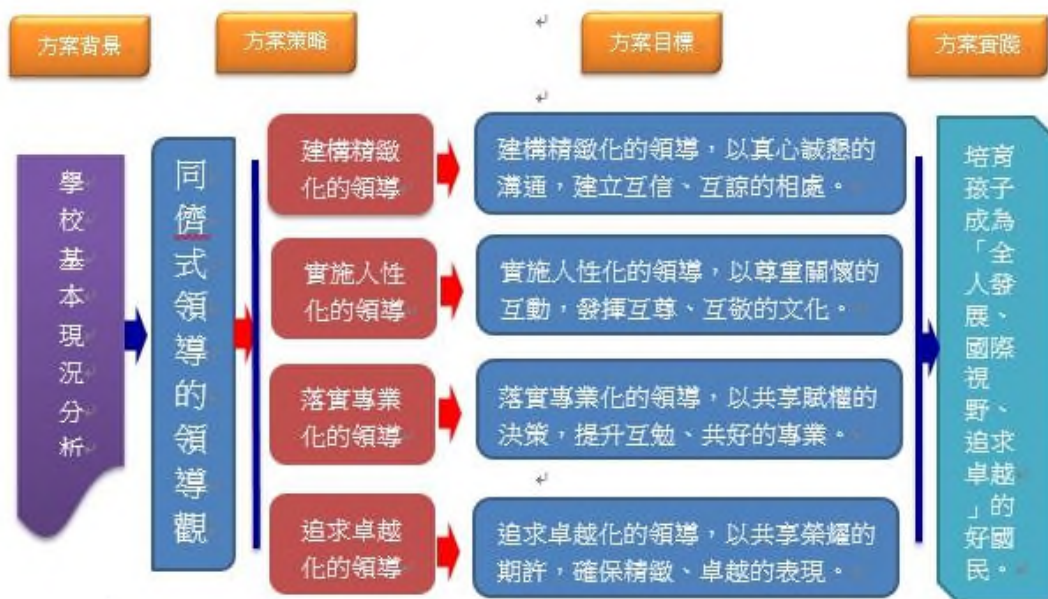 方案背景
方案策略
方案目標
方案實踐
學校基本現況分析
同儕式領導的領導觀
建構精緻
化的領導
建構精緻化的領導，以真心誠懇的
溝通，建立互信、互諒的相處。
實施人性
化的領導
實施人性化的領導，以尊重關懷的
互動，發揮互尊、互敬的文化。
落實專業
化的領導
落實專業化的領導，以共享賦權的
決策，提升互勉、共好的專業。
追求卓越
化的領導
追求卓越化的領導，以共享榮耀的
期許，確保精緻、卓越的表現。
培育
孩子
成為
「全
人發
展、
國際
視
野、
追求
卓越
」的
好國
民。